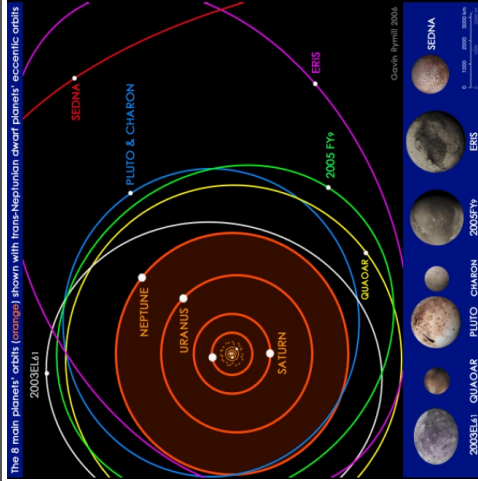 The 8 main planets' orbits (orange) shown with trans-Neptunian dwarf planets' eccentric orbits
Gavin Rymill 2006
SEDNA
ERIS
PLUTO & CHARON
2005 FY9
QUAOAR
2003EL61
NEPTUNE
URANUS
SATURN
2003EL61
QUAOAR
PLUTO
CHARON
2005FY9
ERIS
SEDNA
0 1000 2000 3000 km